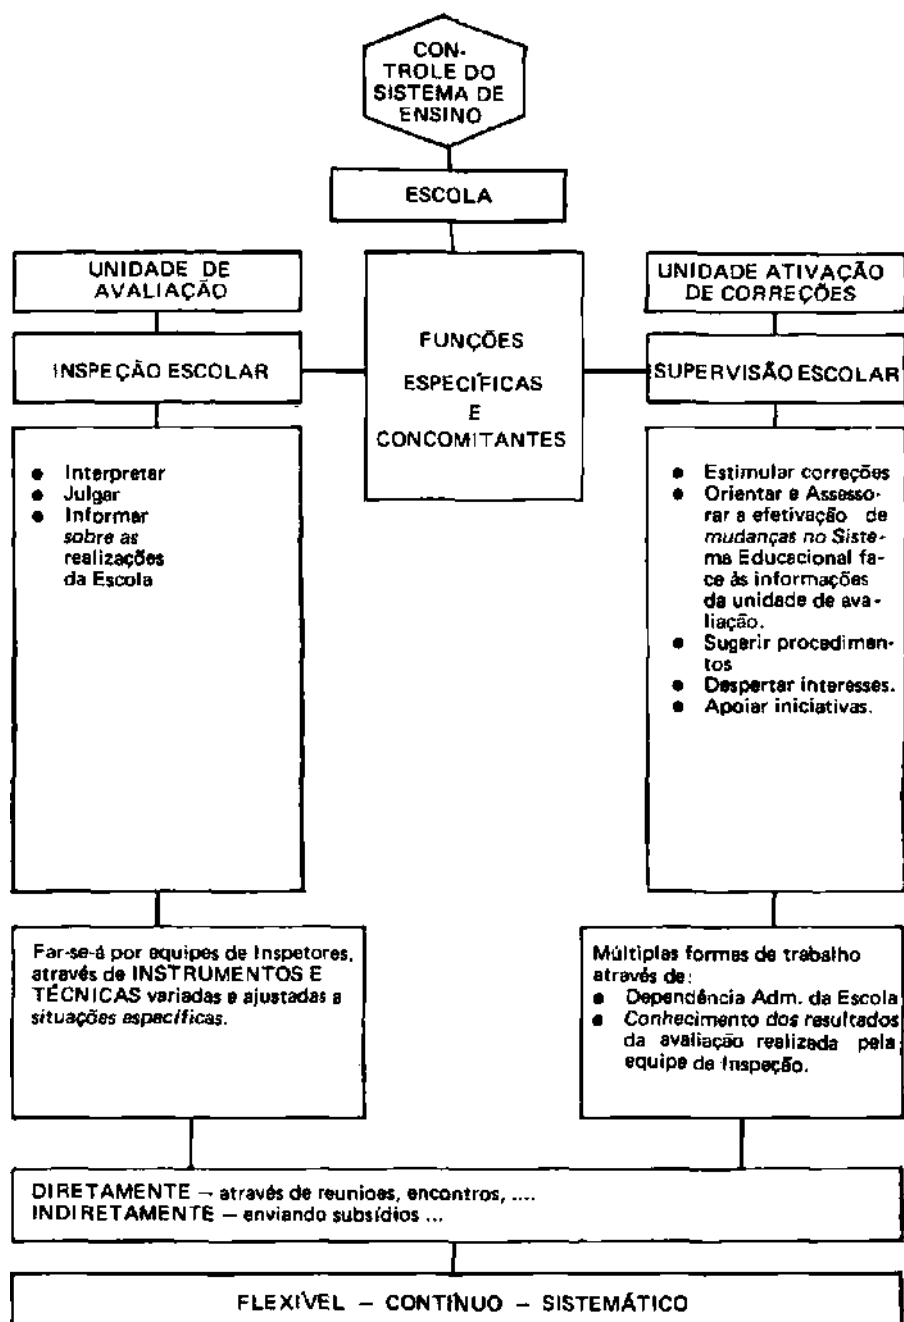 CON-
TROLE DO
SISTEMA DE
ENSINO
ESCOLA
UNIDADE DE
AVALIAÇÃO
INSPEÇÃO ESCOLAR
FUNÇÕES
ESPECÍFICAS
E
CONCOMITANTES
UNIDADE ATIVAÇÃO
DE CORREÇÕES
SUPERVISÃO ESCOLAR
● Interpretar
● Julgar
● Informar
sobre as
realizações
da Escola
● Estimular correções
● Orientar e Assesso-
rar a efetivação de
mudanças no Siste-
ma Educacional fa-
ce às informações
da unidade de ava-
liação.
● Sugerir procedimen-
tos
● Despertar interesses.
● Apoiar iniciativas.
Far-se-á por equipes de Inspetores,
através de INSTRUMENTOS E
TÉCNICAS variadas e ajustadas a
situações específicas.
Múltiplas formas de trabalho
através de:
● Dependência Adm. da Escola
● Conhecimento dos resultados
da avaliação realizada pela
equipe de Inspeção.
DIRETAMENTE – através de reunioes, encontros, ....
INDIRETAMENTE – enviando subsídios ...
FLEXÍVEL – CONTÍNUO – SISTEMÁTICO